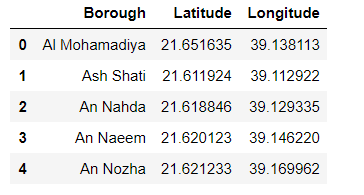 Borough Latitude Longitude
0 Al Mohamadiya 21.651635 39.138113
1 Ash Shati 21.611924 39.112922
2 An Nahda 21.618846 39.129335
3 An Naeem 21.620123 39.146220
4 An Nozha 21.621233 39.169962